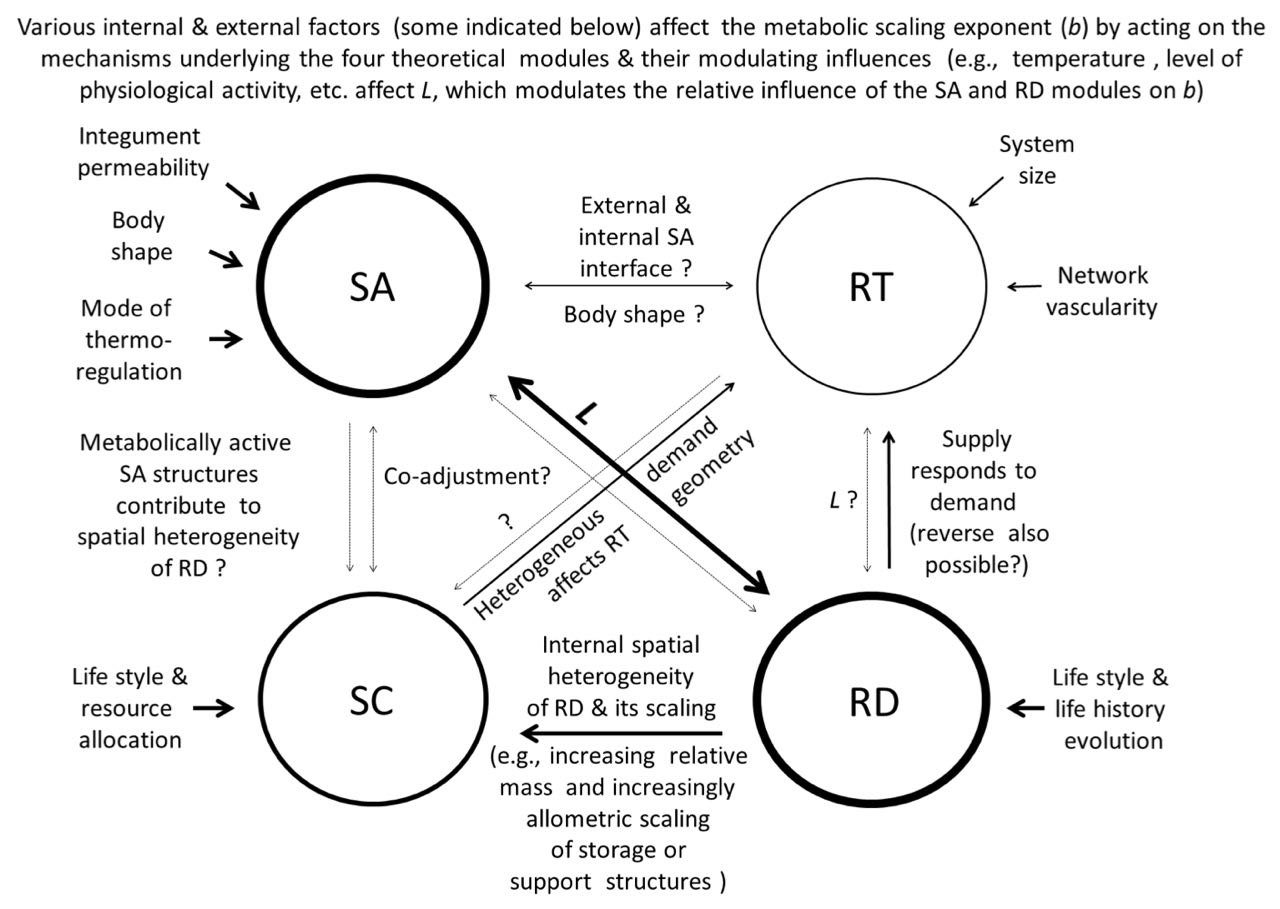 Various internal & external factors (some indicated below) affect the metabolic scaling exponent (b) by acting on the
mechanisms underlying the four theoretical modules & their modulating influences (e.g., temperature , level of
physiological activity, etc. affect L, which modulates the relative influence of the SA and RD modules on b)
Integument
permeability
Body
shape
Mode of
thermo-
regulation
SA
External &
internal SA
interface ?
Body shape ?
RT
System
size
Network
vascularity
Metabolically active
SA structures
contribute to
spatial heterogeneity
of RD ?
Co-adjustment?
L
?
Heterogeneous
demand
affects RT
geometry
L ?
Supply
responds to
demand
(reverse also
possible?)
Life style &
resource
allocation
SC
Internal spatial
heterogeneity
of RD & its scaling
(e.g., increasing relative
mass and increasingly
allometric scaling
of storage or
support structures )
RD
Life style &
life history
evolution